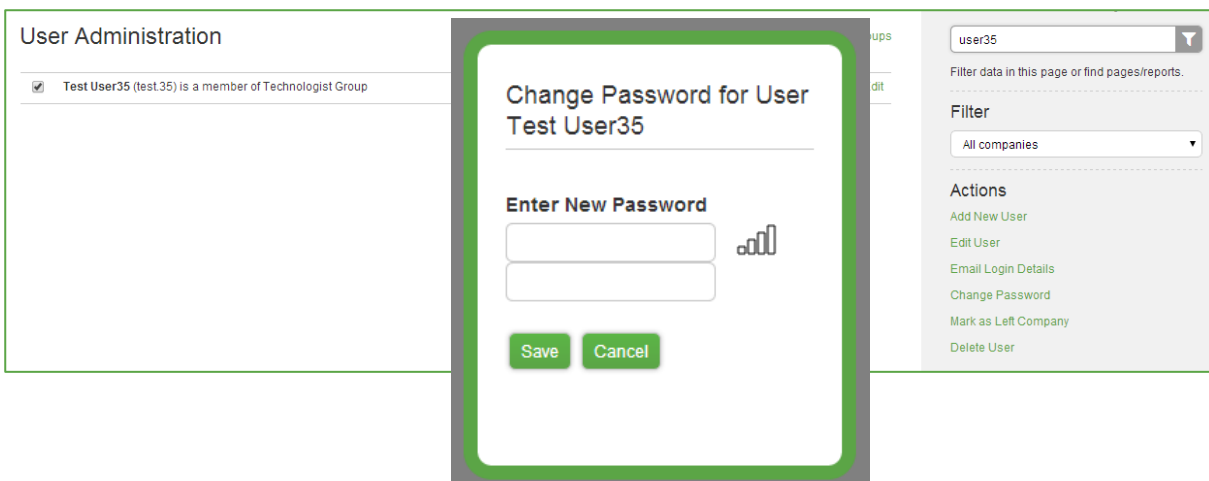 User Administration
Test User35 (test.35) is a member of Technologist Group
Change Password for User
Test User35
Enter New Password
Save Cancel
user35
Filter data in this page or find pages/reports.
Filter
All companies
Actions
Add New User
Edit User
Email Login Details
Change Password
Mark as Left Company
Delete User